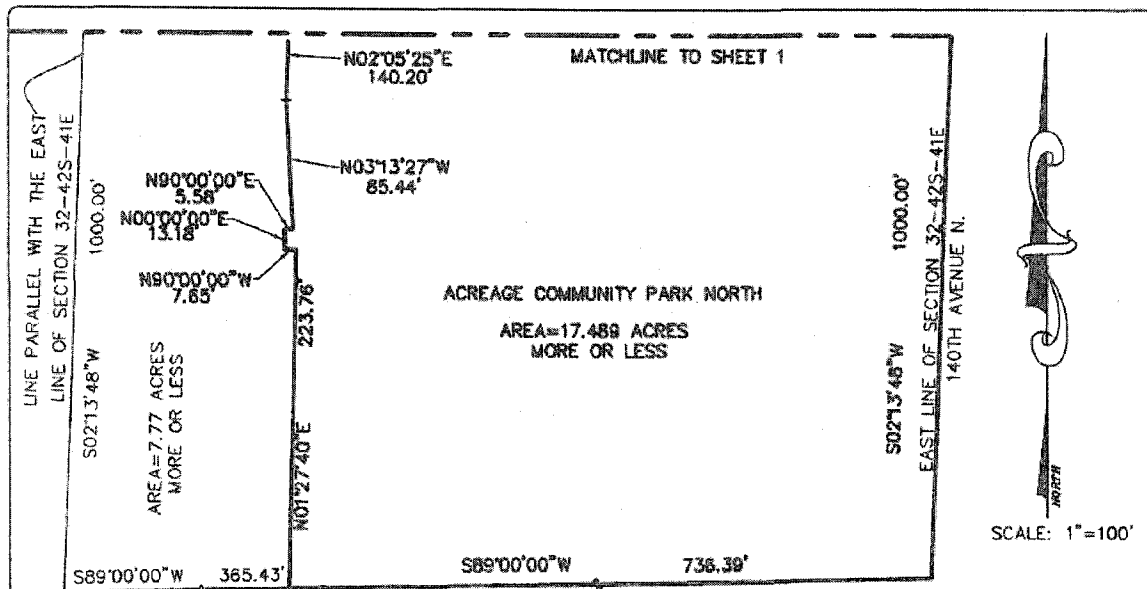 MATCHLINE TO SHEET 1
N02°05'25"E
140.20'
N03°13'27"W
85.44'
N90°00'00"E
5.58'
N00°00'00"E
13.18'
N90°00'00"W
7.65'
LINE PARALLEL WITH THE EAST
LINE OF SECTION 32-42S-41E
1000.00'
S02°13'48"W
AREA=7.77 ACRES
MORE OR LESS
223.76'
N01°27'40"E
ACREAGE COMMUNITY PARK NORTH
AREA=17.489 ACRES
MORE OR LESS
1000.00'
S02°13'48"W
EAST LINE OF SECTION 32-42S-41E
140TH AVENUE N.
NORTH
SCALE: 1"=100'
S89°00'00"W 365.43'
S89°00'00"W 736.39'